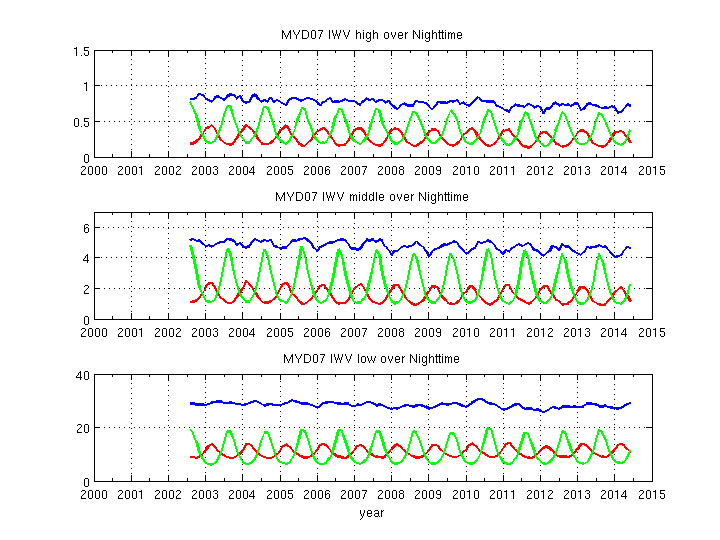 MYD07 IWV high over Nighttime
1.5
1
0.5
0
2000 2001 2002 2003 2004 2005 2006 2007 2008 2009 2010 2011 2012 2013 2014 2015
MYD07 IWV middle over Nighttime
6
4
2
0
2000 2001 2002 2003 2004 2005 2006 2007 2008 2009 2010 2011 2012 2013 2014 2015
MYD07 IWV low over Nighttime
40
20
0
2000 2001 2002 2003 2004 2005 2006 2007 2008 2009 2010 2011 2012 2013 2014 2015
year